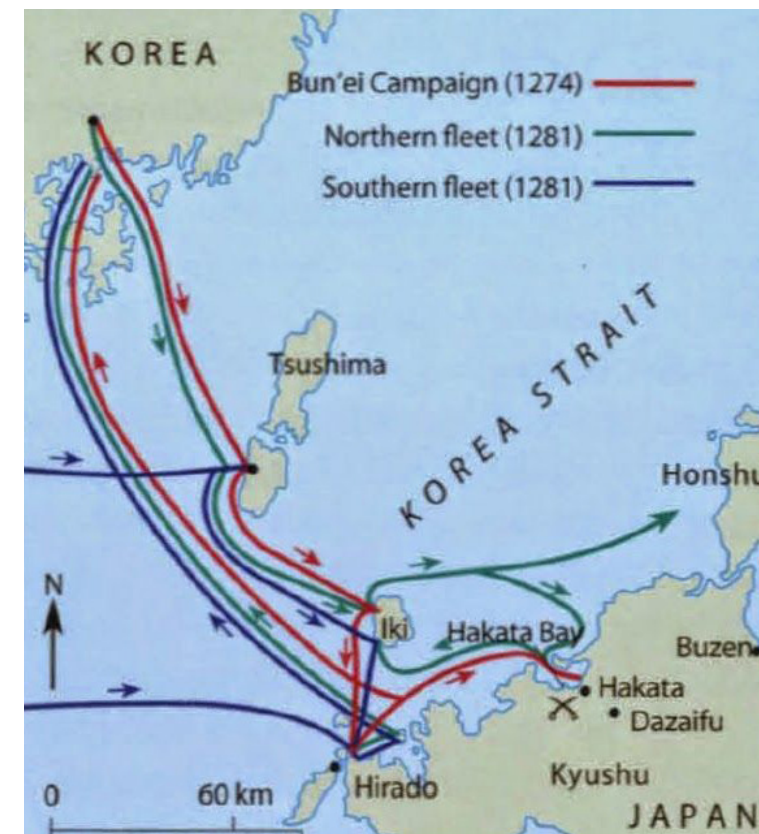 KOREA
Bun'ei Campaign (1274)
Northern fleet (1281)
Southern fleet (1281)
Tsushima
KOREA STRAIT
Honshu
N
Iki
Hakata Bay
Buzen
Hakata
Dazaifu
Hirado
Kyushu
0 60 km
JAPAN